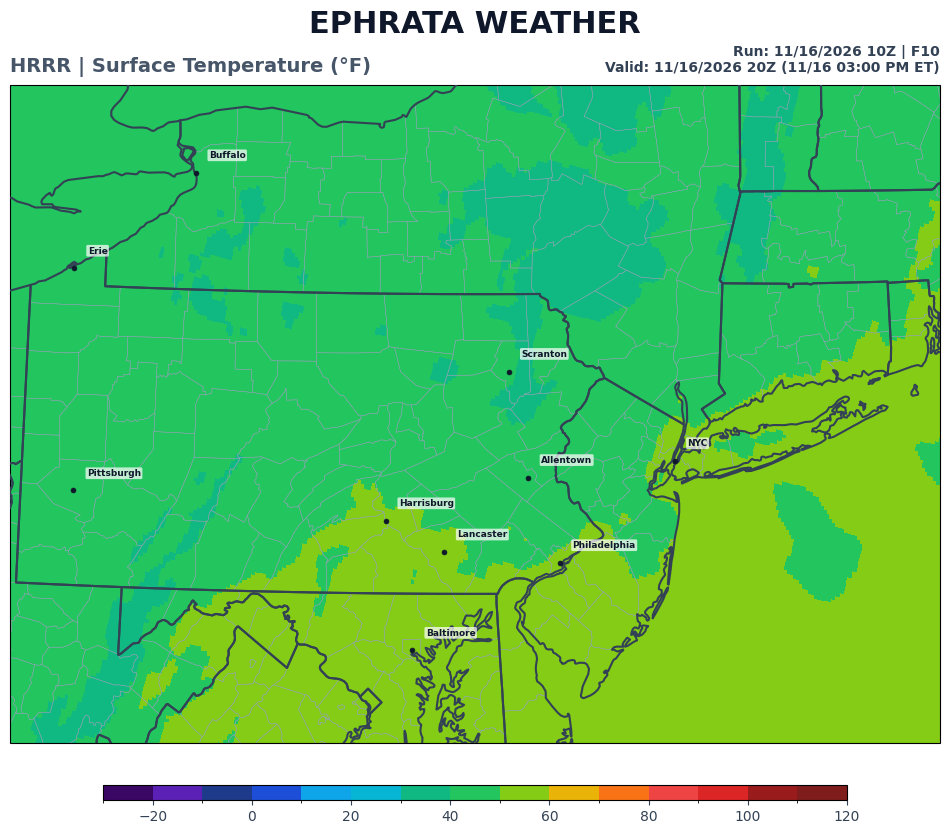 EPHRATA WEATHER
HRRR | Surface Temperature (°F)
Run: 11/16/2026 10Z | F10
Valid: 11/16/2026 20Z (11/16 03:00 PM ET)
Buffalo
Erie
Scranton
NYC
Allentown
Pittsburgh
Harrisburg
Lancaster
Philadelphia
Baltimore
−20 0 20 40 60 80 100 120